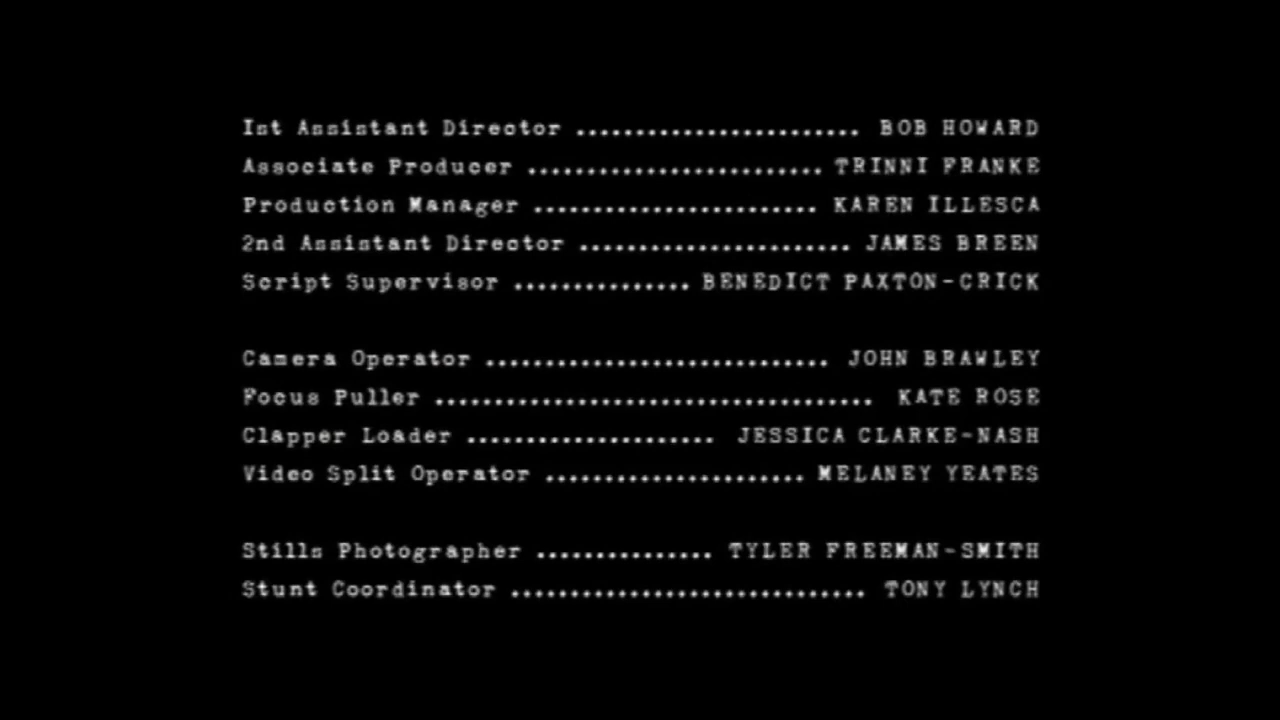 Ist Assistant Director ........................ BOB HOWARD
Associate Producer ......................... TRINNI FRANKE
Production Manager ........................ KAREN ILLESCA
2nd Assistant Director ....................... JAMES BREEN
Script Supervisor ............... BENEDICT PAXTON-CRICK
Camera Operator ............................. JOHN BRAWLEY
Focus Puller ..................................... KATE ROSE
Clapper Loader ..................... JESSICA CLARKE-NASH
Video Split Operator ...................... MELANEY YEATES
Stills Photographer ............... TYLER FREEMAN-SMITH
Stunt Coordinator .............................. TONY LYNCH